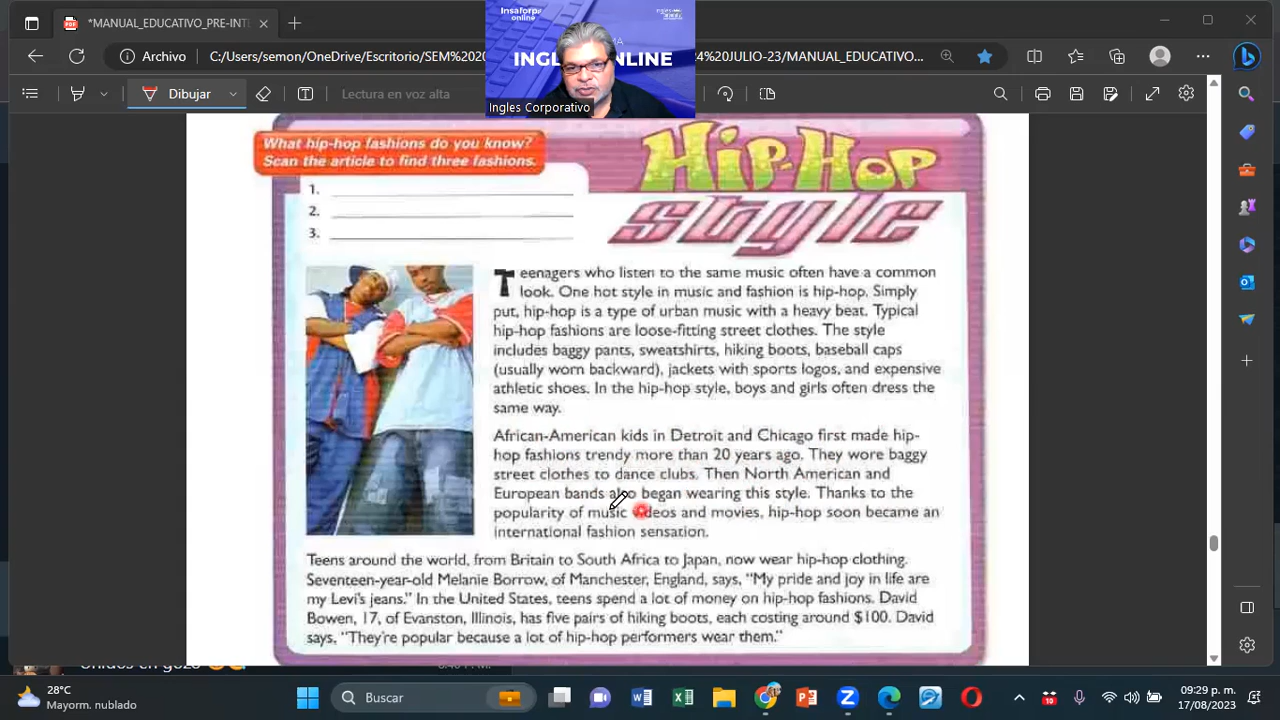 *MANUAL_EDUCATIVO_PRE-INT
Insaforp
online
MA
INGL NLINE
Ingles Corporativo
Archivo
C:/Users/semon/OneDrive/Escritorio/SEM%20
24%20JULIO-23/MANUAL_EDUCATIVO...
Dibujar
Lectura en voz alta
What hip-hop fashions do you know?
Scan the article to find three fashions.
1.
2.
3.
Hip-Hop
style
Teenagers who listen to the same music often have a common
look. One hot style in music and fashion is hip-hop. Simply
put, hip-hop is a type of urban music with a heavy beat. Typical
hip-hop fashions are loose-fitting street clothes. The style
includes baggy pants, sweatshirts, hiking boots, baseball caps
(usually worn backward), jackets with sports logos, and expensive
athletic shoes. In the hip-hop style, boys and girls often dress the
same way.
African-American kids in Detroit and Chicago first made hip-
hop fashions trendy more than 20 years ago. They wore baggy
street clothes to dance clubs. Then North American and
European bands also began wearing this style. Thanks to the
popularity of music videos and movies, hip-hop soon became an
international fashion sensation.
Teens around the world, from Britain to South Africa to Japan, now wear hip-hop clothing.
Seventeen-year-old Melanie Borrow, of Manchester, England, says, "My pride and joy in life are
my Levi's jeans." In the United States, teens spend a lot of money on hip-hop fashions. David
Bowen, 17, of Evanston, Illinois, has five pairs of hiking boots, each costing around $100. David
says, "They're popular because a lot of hip-hop performers wear them."
Unidos en gozo
28°C
Mayorm. nublado
Buscar
10
09:29 p. m.
17/08/2023